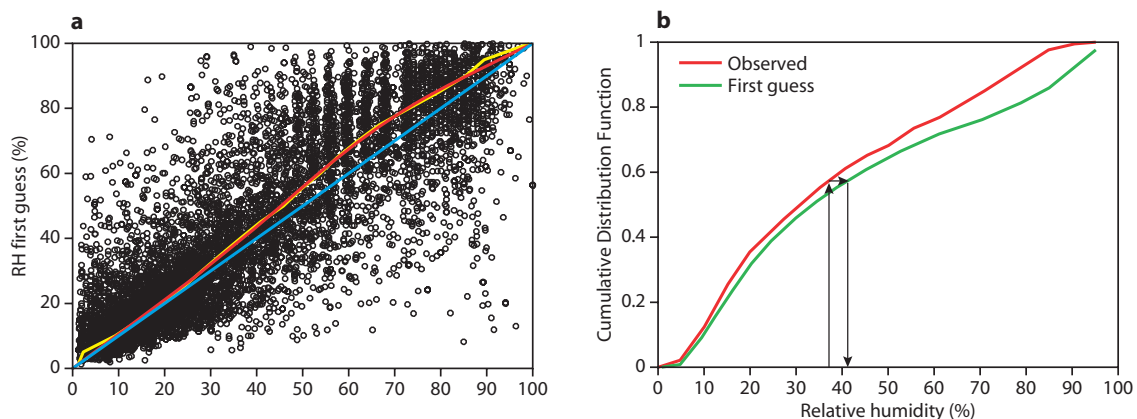 a
RH first guess (%)
100
80
60
40
20
0
0 10 20 30 40 50 60 70 80 90 100
b
Cumulative Distribution Function
1
0.8
0.6
0.4
0.2
0
Observed
First guess
0 10 20 30 40 50 60 70 80 90 100
Relative humidity (%)